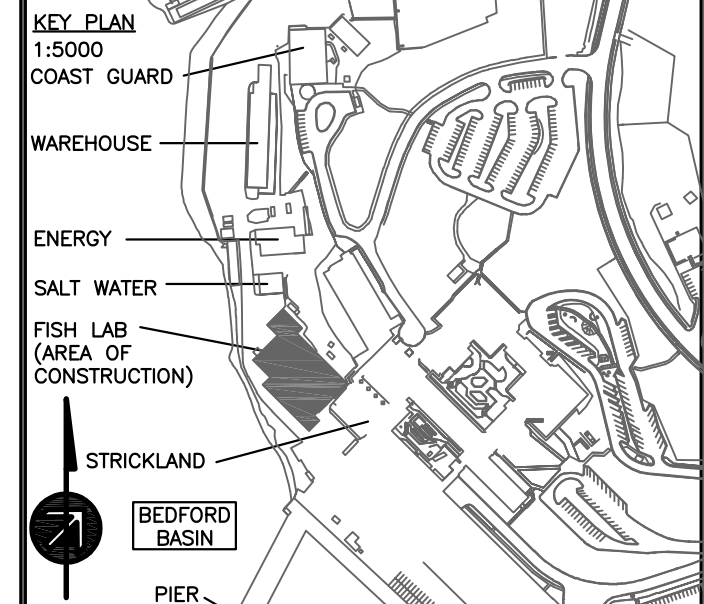 KEY PLAN
1:5000
COAST GUARD
WAREHOUSE
ENERGY
SALT WATER
FISH LAB
(AREA OF
CONSTRUCTION)
STRICKLAND
BEDFORD
BASIN
PIER